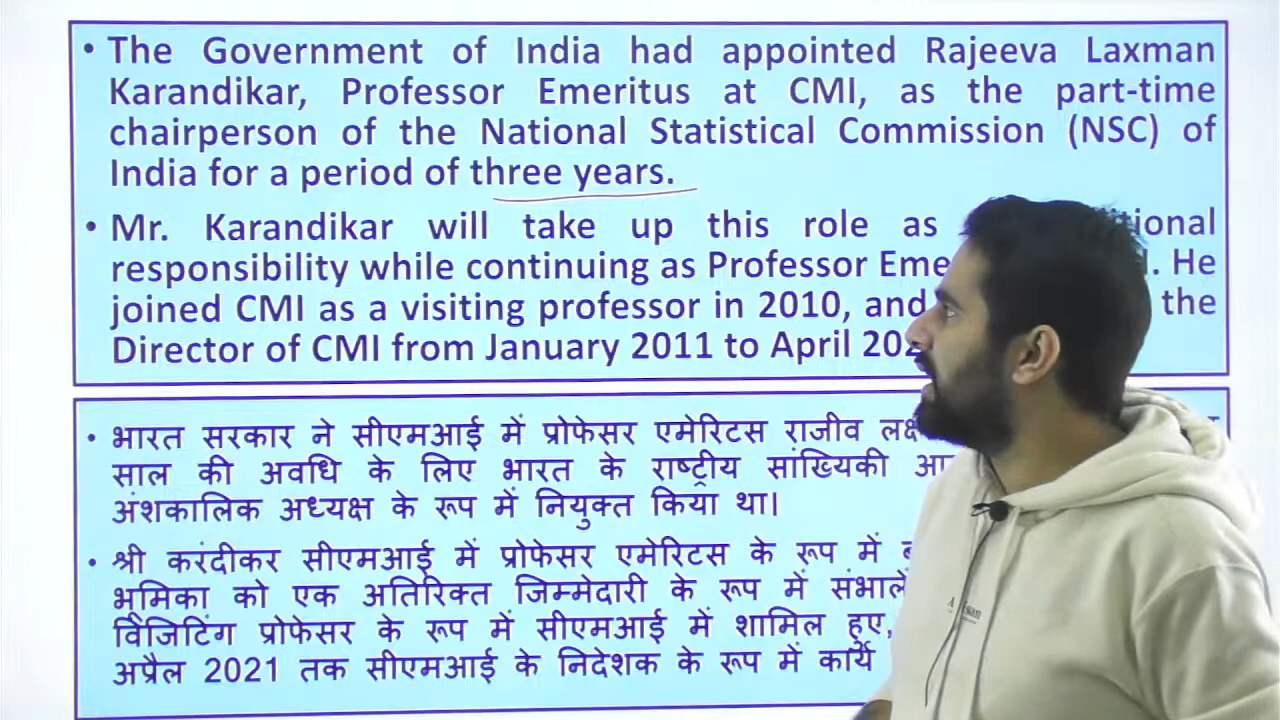 • The Government of India had appointed Rajeeva Laxman
Karandikar, Professor Emeritus at CMI, as the part-time
chairperson of the National Statistical Commission (NSC) of
India for a period of three years.
• Mr. Karandikar will take up this role as
responsibility while continuing as Professor He
joined CMI as a visiting professor in 2010, and the
Director of CMI from January 2011 to April
• भारत सरकार ने सीएमआई में प्रोफेसर एमेरिटस राजीव
साल की अवधि के लिए भारत के राष्ट्रीय सांख्यिकी
अंशकालिक अध्यक्ष के रूप में नियुक्त किया था।
• श्री करंदीकर सीएमआई में प्रोफेसर एमेरिटस के रूप में
भूमिका को एक अतिरिक्त जिम्मेदारी के रूप में
विजिटिंग प्रोफेसर के रूप में सीएमआई में शामिल हुए,
अप्रैल 2021 तक सीएमआई के निदेशक के रूप में कार्य